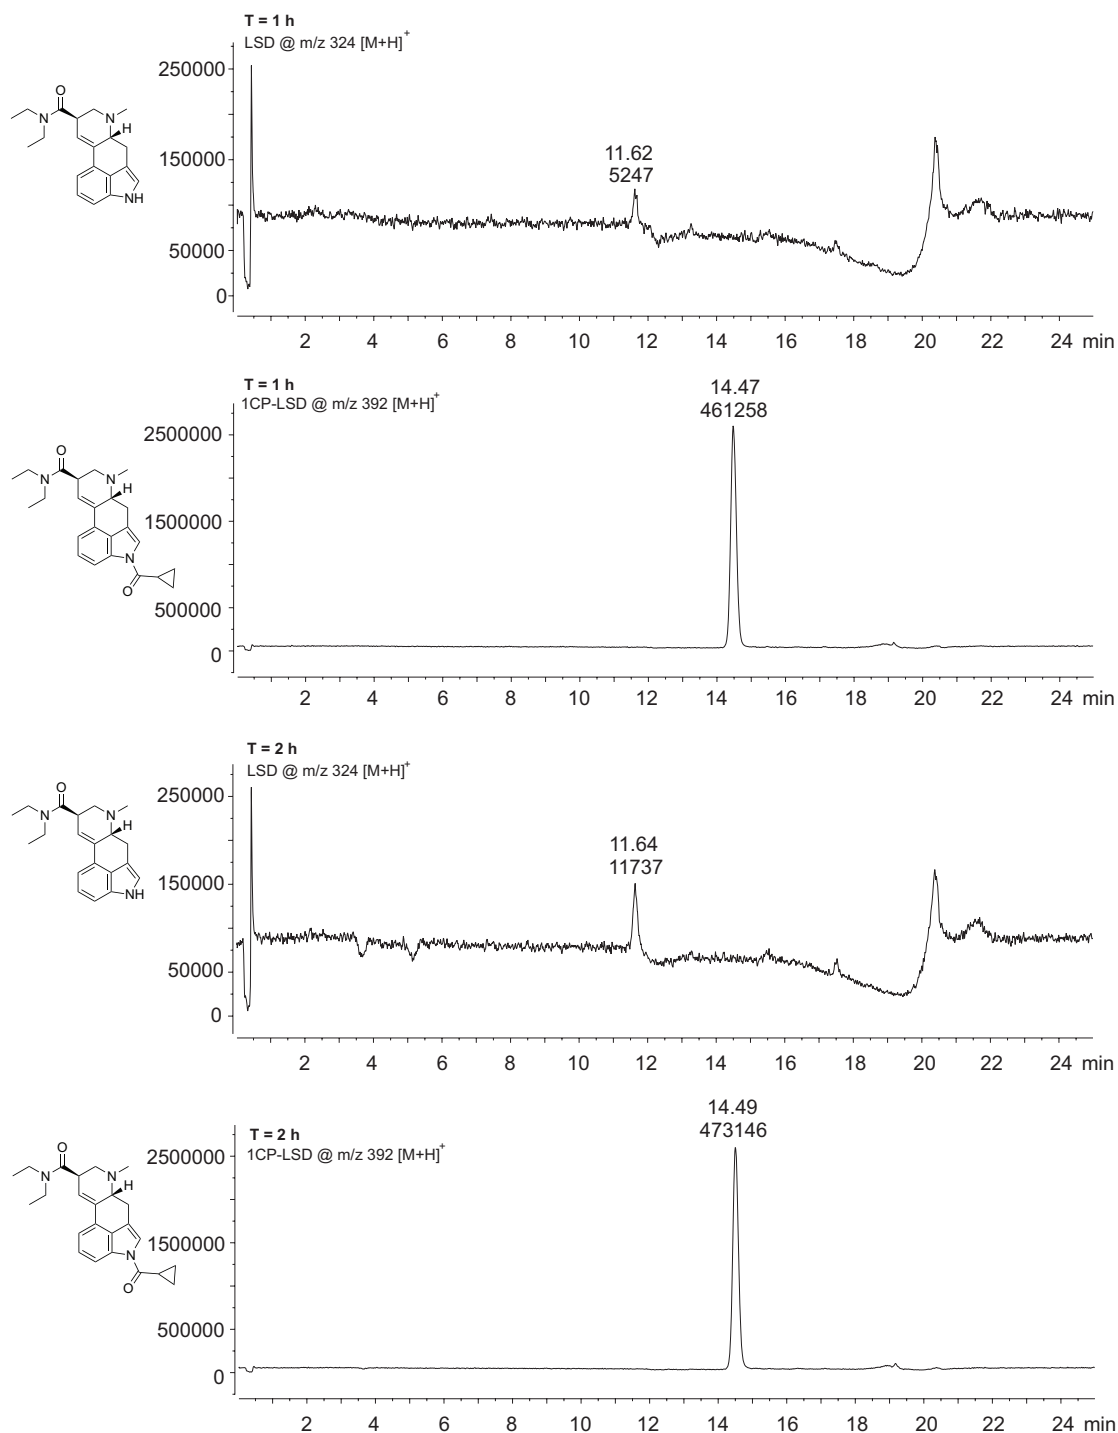 T = 1 h
LSD @ m/z 324 [M+H]+
250000
150000
50000
0
11.62
5247
O
N
N
H
NH
2 4 6 8 10 12 14 16 18 20 22 24 min
T = 1 h
1CP-LSD @ m/z 392 [M+H]+
2500000
1500000
500000
0
14.47
461258
O
N
N
H
N
O
2 4 6 8 10 12 14 16 18 20 22 24 min
T = 2 h
LSD @ m/z 324 [M+H]+
250000
150000
50000
0
11.64
11737
O
N
N
H
NH
2 4 6 8 10 12 14 16 18 20 22 24 min
T = 2 h
1CP-LSD @ m/z 392 [M+H]+
2500000
1500000
500000
0
14.49
473146
O
N
N
H
N
O
2 4 6 8 10 12 14 16 18 20 22 24 min